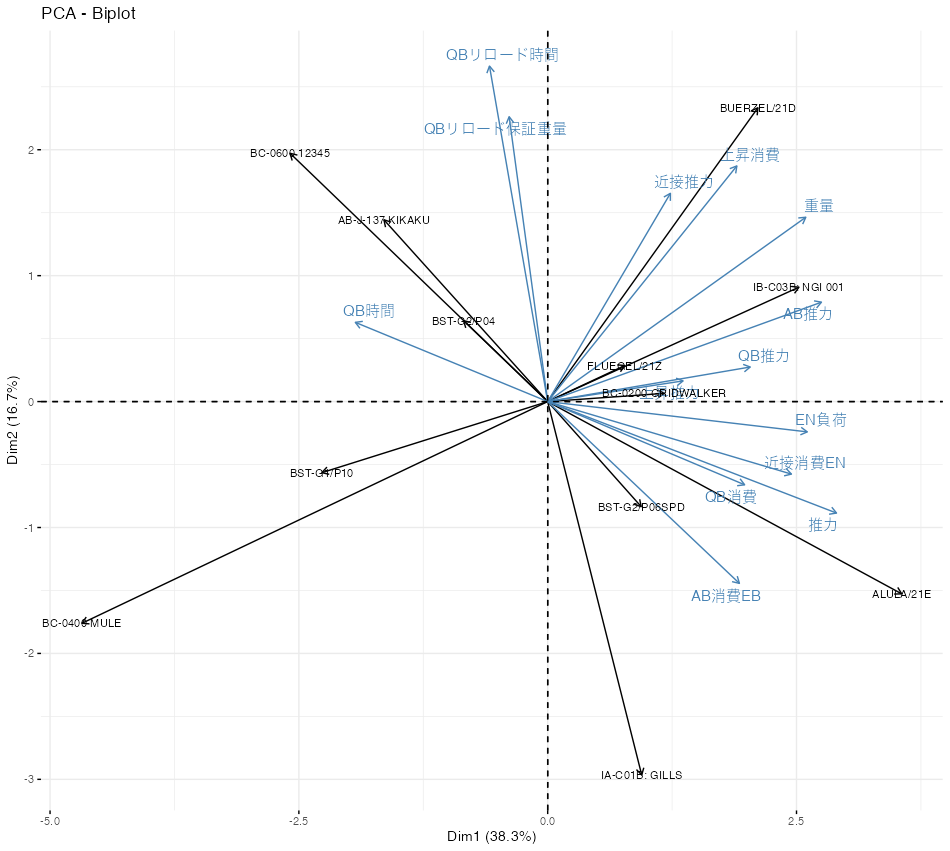 PCA - Biplot
QBリロード時間
BUERZEL/21D
QBリロード保証重量
BC-0600 12345
上昇消費
近接推力
重量
AB-J-137 KIKAKU
IB-C03B: NGI 001
QB時間
AB推力
BST-G2/P04
QB推力
FLUEGEL/21Z
上昇推力
BC-0200 GRIDWALKER
EN負荷
近接消費EN
BST-G1/P10
QB消費
BST-G2/P06SPD
推力
AB消費EB
ALULA/21E
BC-0400 MULE
IA-C01B: GILLS
2
1
0
-1
-2
-3
-5.0
-2.5
0.0
2.5
Dim1 (38.3%)
Dim2 (16.7%)